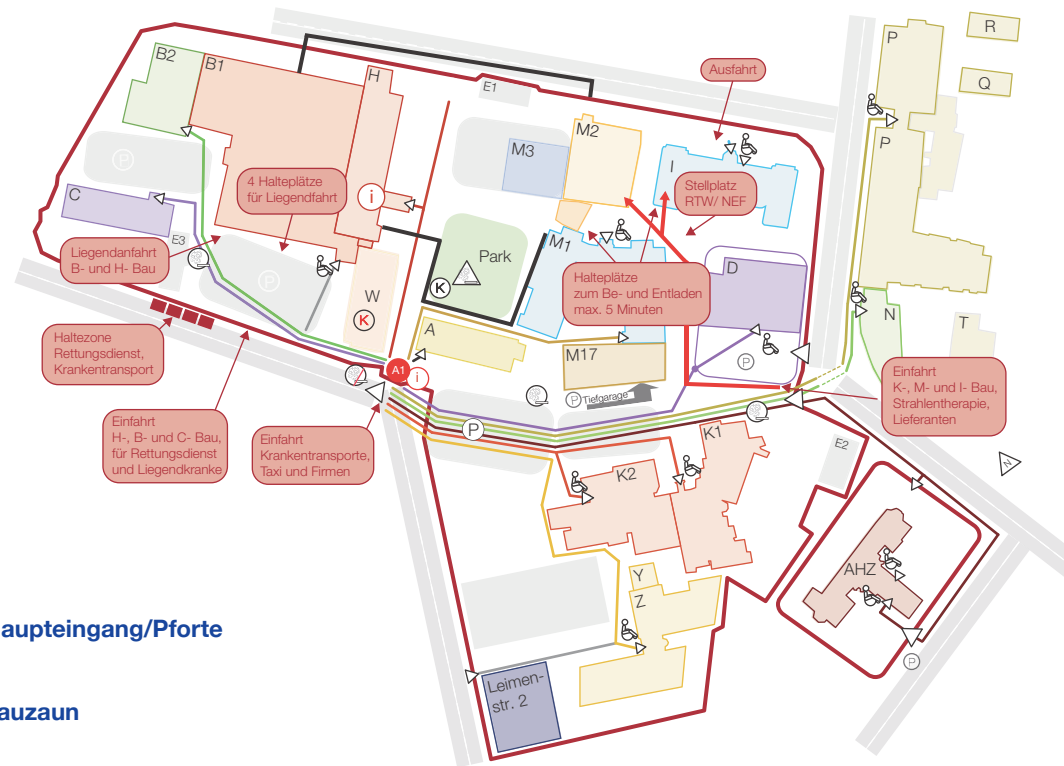 B2
B1
H
E1
Ausfahrt
P
R
Q
M2
M3
I
P
P
4 Halteplätze
für Liegendfahrt
i
Stellplatz
RTW/ NEF
C
E3
Liegendanfahrt
B- und H- Bau
P
Park
K
M1
Halteplätze
zum Be- und Entladen
max. 5 Minuten
D
W
K
A
N
T
Haltezone
Rettungsdienst,
Krankentransport
M17
P
P
Tiefgarage
A1
i
Einfahrt
K-, M- und I- Bau,
Strahlentherapie,
Lieferanten
Einfahrt
H-, B- und C- Bau,
für Rettungsdienst
und Liegendkranke
Einfahrt
Krankentransporte,
Taxi und Firmen
P
K1
K2
E2
N
Y
Z
AHZ
P
Leimen-
str. 2
aupteingang/Pforte
auzaun